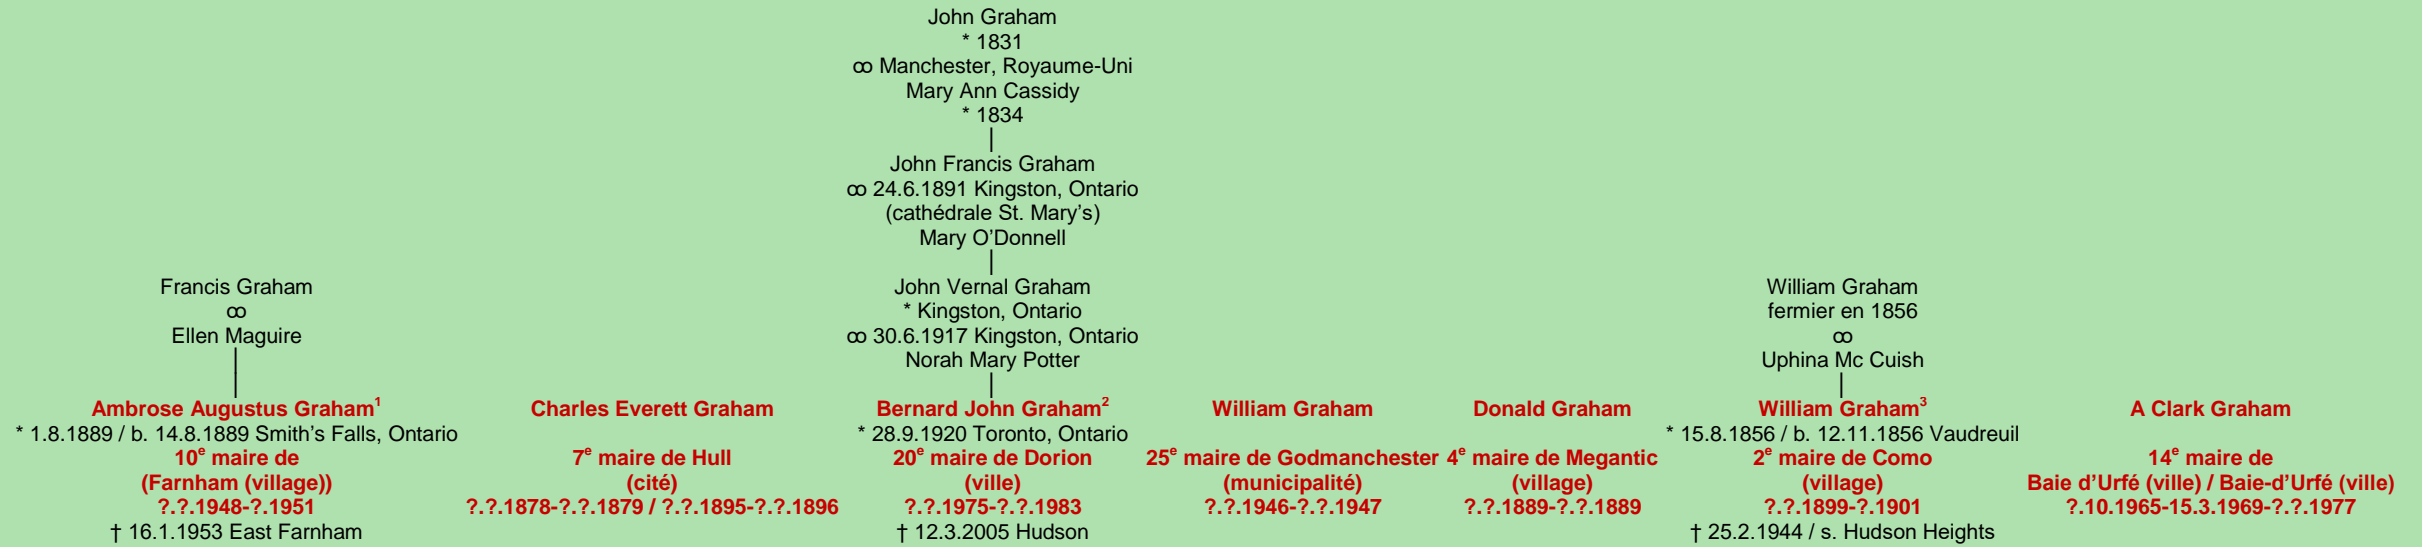 John Graham
* 1831
ꝏ Manchester, Royaume-Uni
Mary Ann Cassidy
* 1834
John Francis Graham
ꝏ 24.6.1891 Kingston, Ontario
(cathédrale St. Mary’s)
Mary O’Donnell
Francis Graham
ꝏ
Ellen Maguire
John Vernal Graham
* Kingston, Ontario
ꝏ 30.6.1917 Kingston, Ontario
Norah Mary Potter
William Graham
fermier en 1856
ꝏ
Uphina Mc Cuish
Ambrose Augustus Graham¹
* 1.8.1889 / b. 14.8.1889 Smith’s Falls, Ontario
10e maire de
(Farnham (village))
?.?.1948-?.1951
† 16.1.1953 East Farnham
Charles Everett Graham
7e maire de Hull
(cité)
?.?.1878-?.?.1879 / ?.?.1895-?.?.1896
Bernard John Graham²
* 28.9.1920 Toronto, Ontario
20e maire de Dorion
(ville)
?.?.1975-?.?.1983
† 12.3.2005 Hudson
William Graham
25e maire de Godmanchester
(municipalité)
?.?.1946-?.?.1947
Donald Graham
4e maire de Megantic
(village)
?.?.1889-?.?.1889
William Graham³
* 15.8.1856 / b. 12.11.1856 Vaudreuil
2e maire de Como
(village)
?.?.1899-?.1901
† 25.2.1944 / s. Hudson Heights
A Clark Graham
14e maire de
Baie d’Urfé (ville) / Baie-d’Urfé (ville)
?.10.1965-15.3.1969-?.?.1977